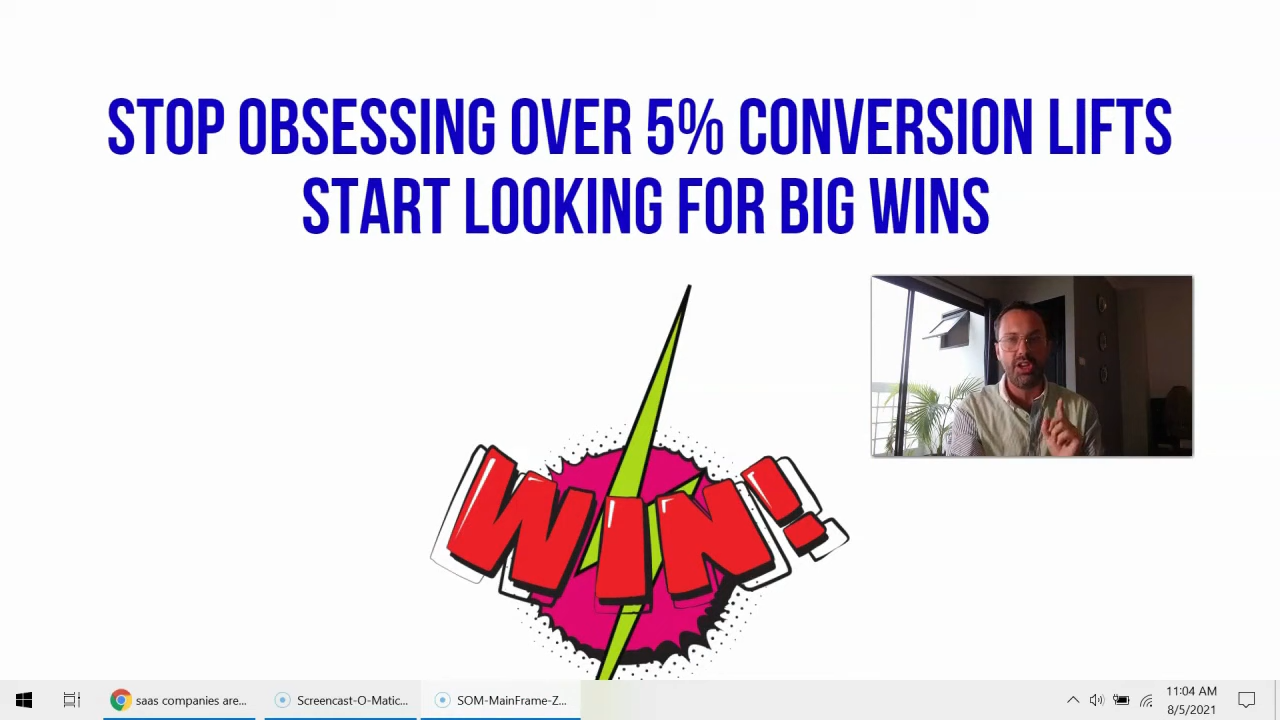 STOP OBSESSING OVER 5% CONVERSION LIFTS
START LOOKING FOR BIG WINS
WIN!
saas companies are...
Screencast-O-Matic...
SOM-MainFrame-Z...
11:04 AM
8/5/2021